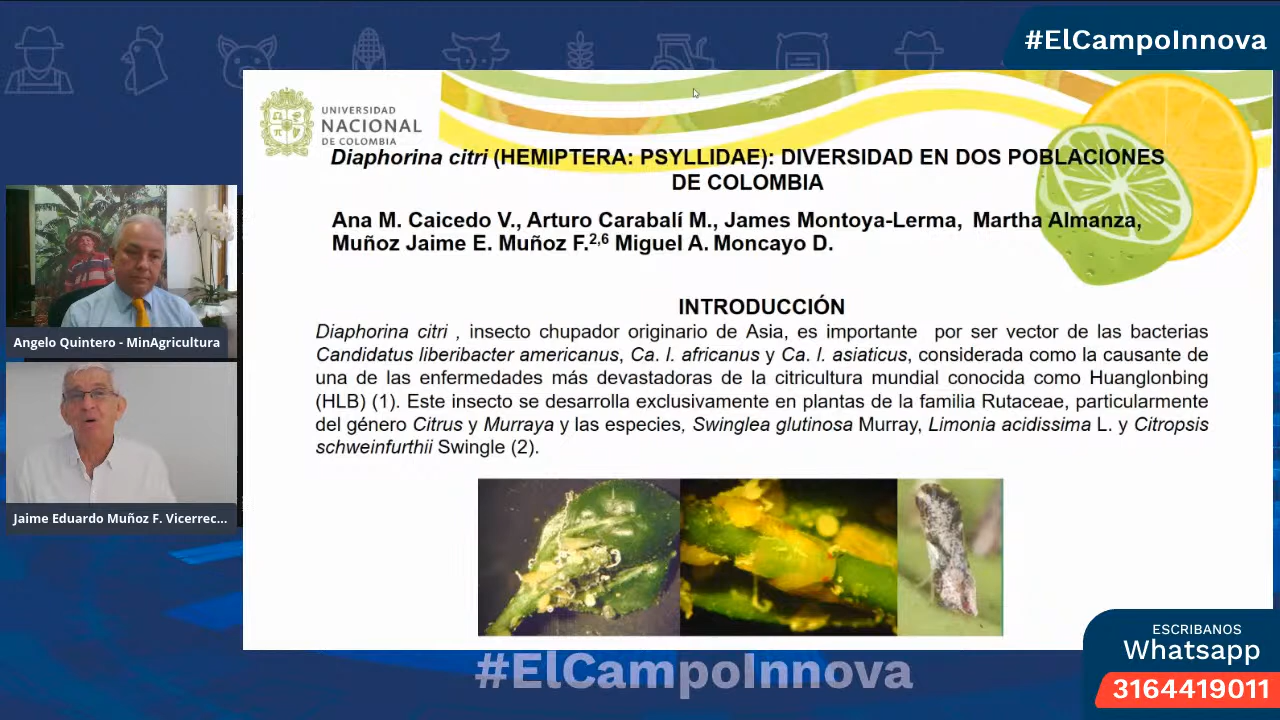 #ElCampoInnova
UNIVERSIDAD
NACIONAL
DE COLOMBIA
Diaphorina citri (HEMIPTERA: PSYLLIDAE): DIVERSIDAD EN DOS POBLACIONES
DE COLOMBIA
Ana M. Caicedo V., Arturo Carabalí M., James Montoya-Lerma, Martha Almanza,
Muñoz Jaime E. Muñoz F.2,6 Miguel A. Moncayo D.
INTRODUCCIÓN
Diaphorina citri , insecto chupador originario de Asia, es importante por ser vector de las bacterias
Candidatus liberibacter americanus, Ca. l. africanus y Ca. l. asiaticus, considerada como la causante de
una de las enfermedades más devastadoras de la citricultura mundial conocida como Huanglonbing
(HLB) (1). Este insecto se desarrolla exclusivamente en plantas de la familia Rutaceae, particularmente
del género Citrus y Murraya y las especies, Swinglea glutinosa Murray, Limonia acidissima L. y Citropsis
schweinfurthii Swingle (2).
Angelo Quintero - MinAgricultura
Jaime Eduardo Muñoz F. Vicerrec...
#ElCampoInnova
ESCRIBANOS
Whatsapp
3164419011